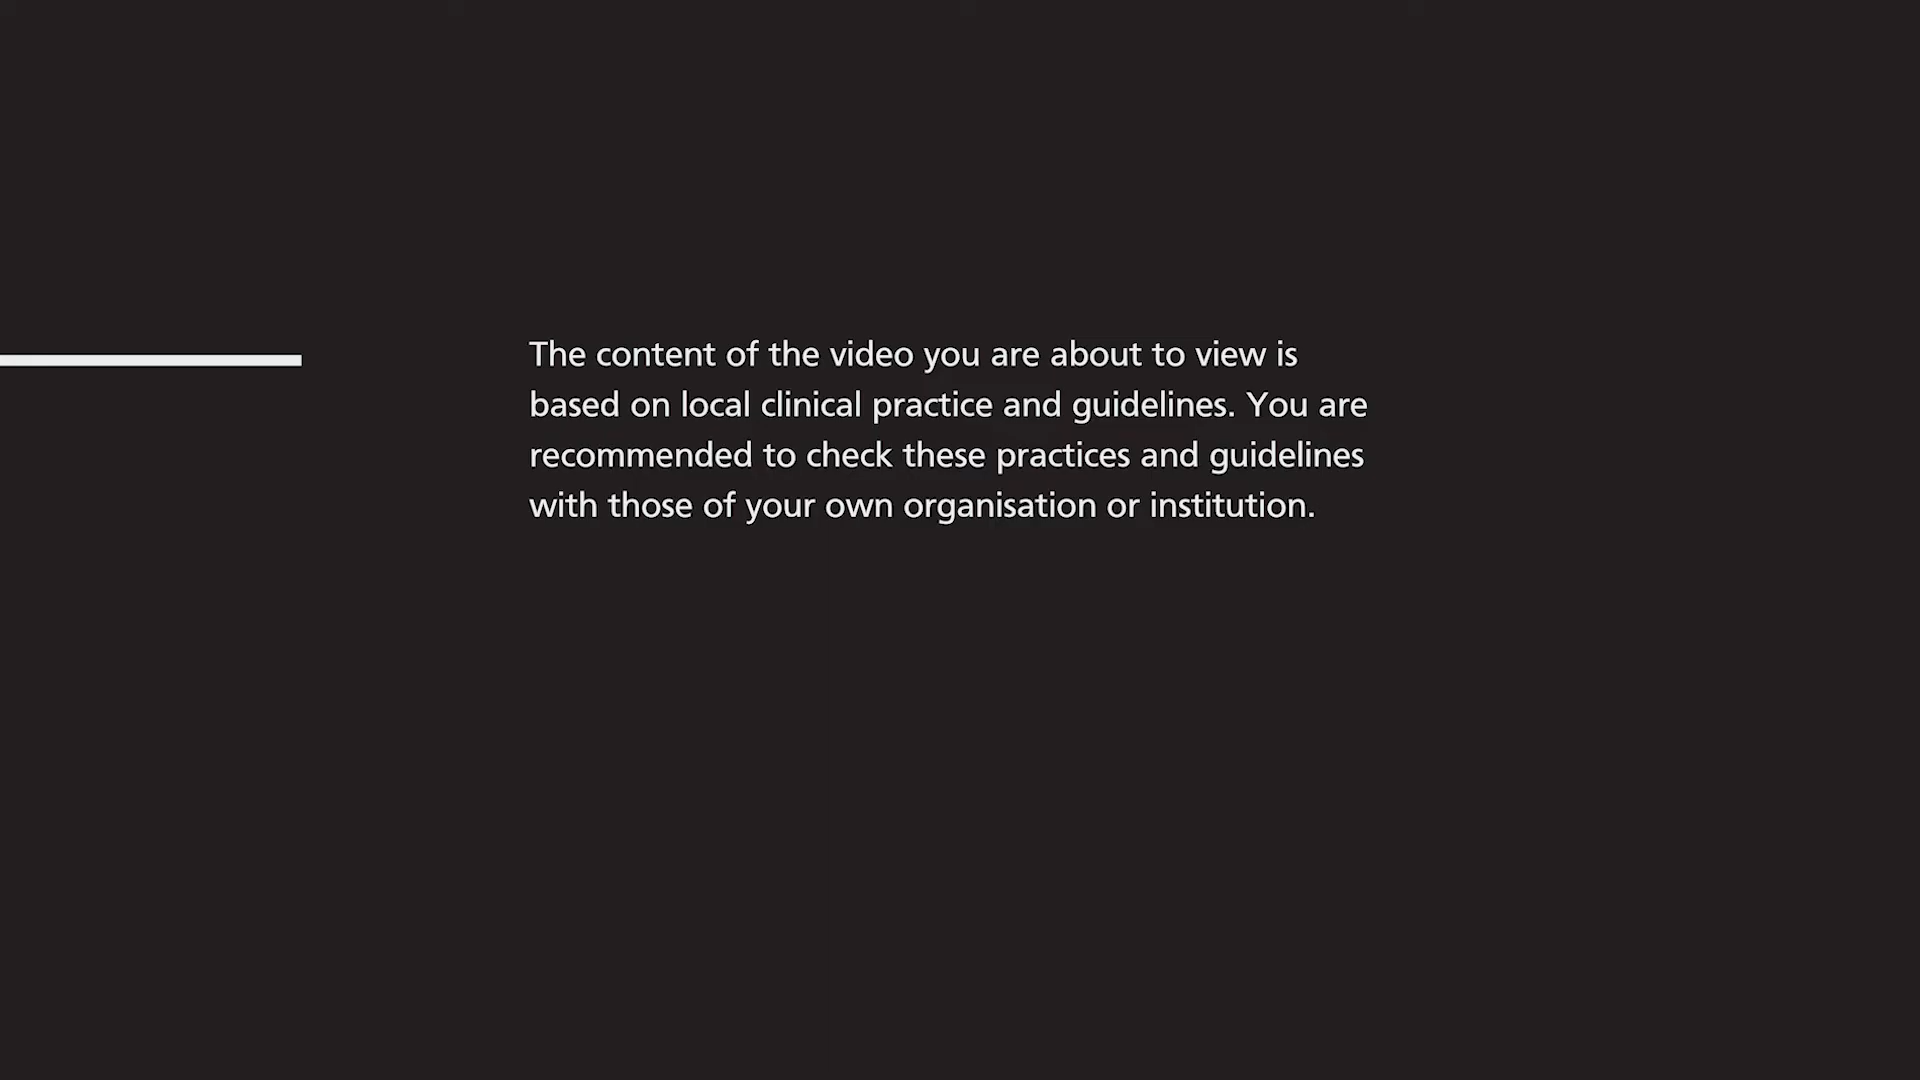 The content of the video you are about to view is
based on local clinical practice and guidelines. You are
recommended to check these practices and guidelines
with those of your own organisation or institution.